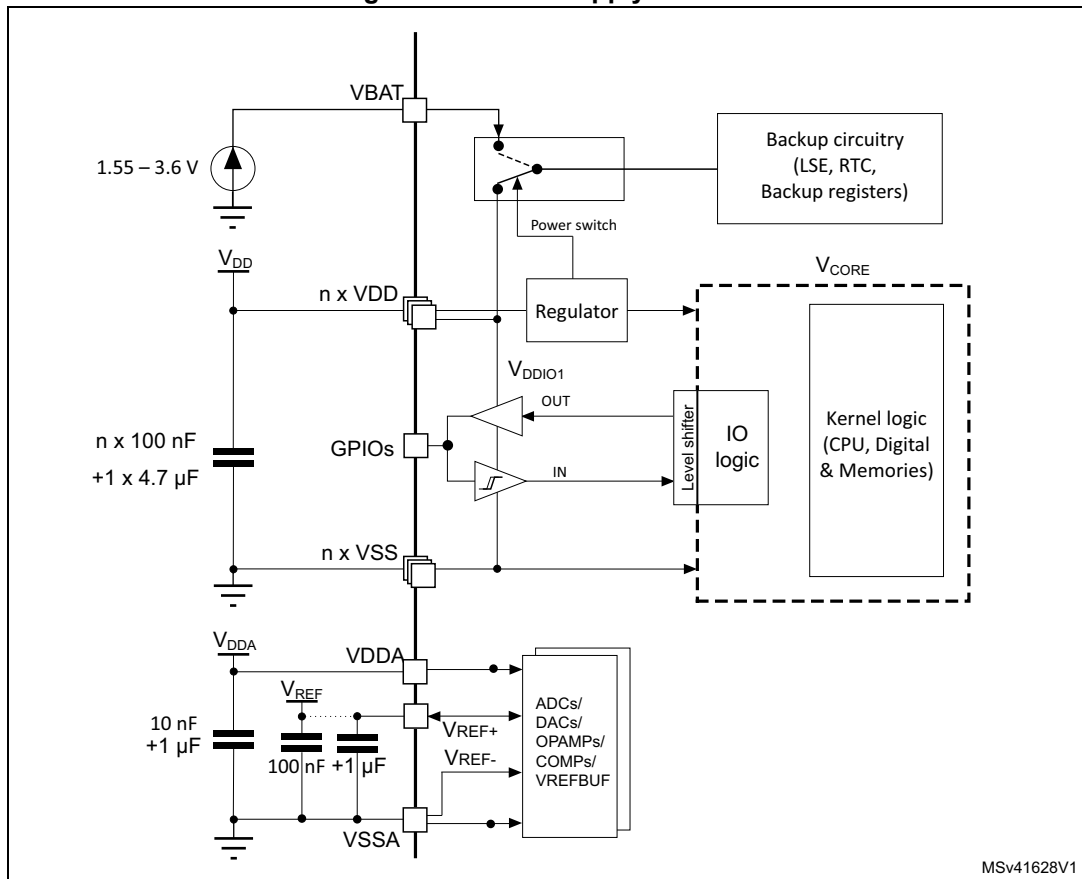 VBAT
1.55 – 3.6 V
Backup circuitry
(LSE, RTC,
Backup registers)
Power switch
VDD
n x VDD
Regulator
VCORE
VDDIO1
OUT
n x 100 nF
+1 x 4.7 µF
GPIOs
IN
Level shifter
IO
logic
Kernel logic
(CPU, Digital
& Memories)
n x VSS
VDDA
VDDA
VREF
10 nF
+1 µF
100 nF
+1 µF
VREF+
VREF-
ADCs/
DACs/
OPAMPs/
COMPs/
VREFBUF
VSSA
MSv41628V1